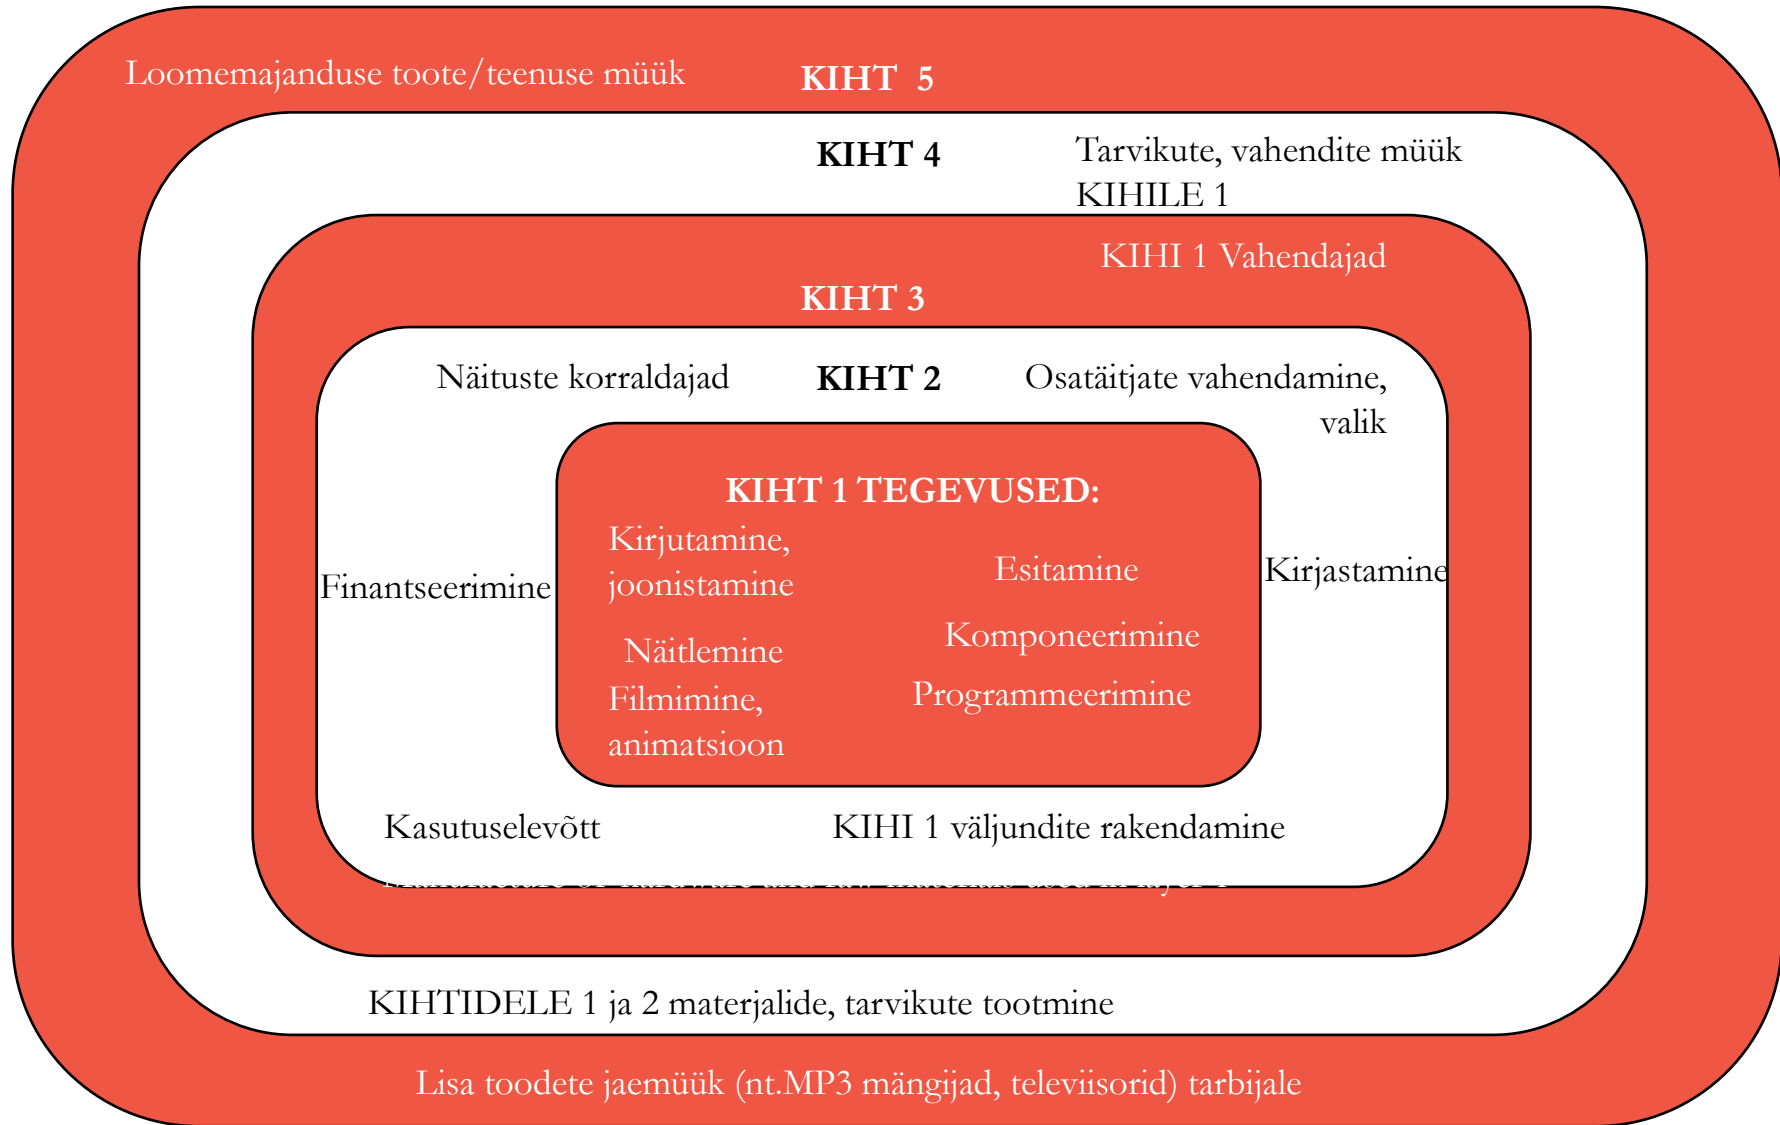 Loomemajanduse toote/teenuse müük
KIHT 5
KIHT 4
Tarvikute, vahendite müük
KIHILE 1
KIHI 1 Vahendajad
KIHT 3
Näituste korraldajad
KIHT 2
Osatäitjate vahendamine,
valik
KIHT 1 TEGEVUSED:
Kirjutamine,
joonistamine
Esitamine
Finantseerimine
Kirjastamine
Näitlemine
Komponeerimine
Filmimine,
animatsioon
Programmeerimine
Kasutuselevõtt
KIHI 1 väljundite rakendamine
KIHTIDELE 1 ja 2 materjalide, tarvikute tootmine
Lisa toodete jaemüük (nt.MP3 mängijad, televiisorid) tarbijale